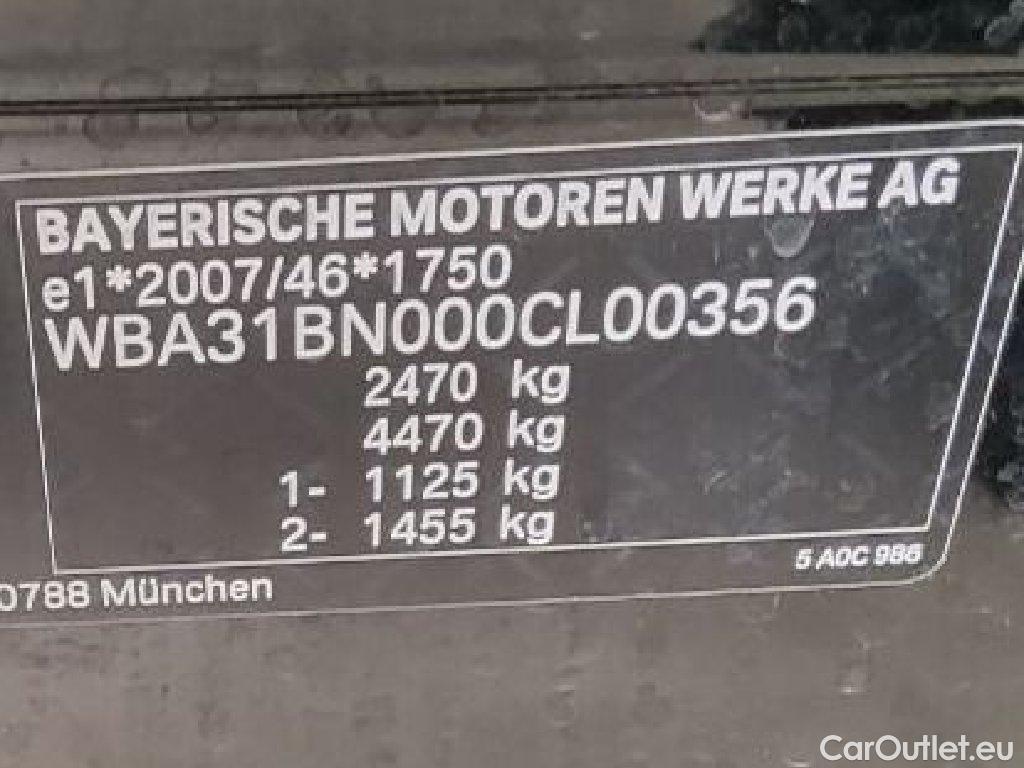 BAYERISCHE MOTOREN WERKE AG
e1*2007/46*1750
WBA31BN000CL00356
2470 kg
4470 kg
1- 1125 kg
2- 1455 kg
5 A0C 986
0788 München
CarOutlet.eu